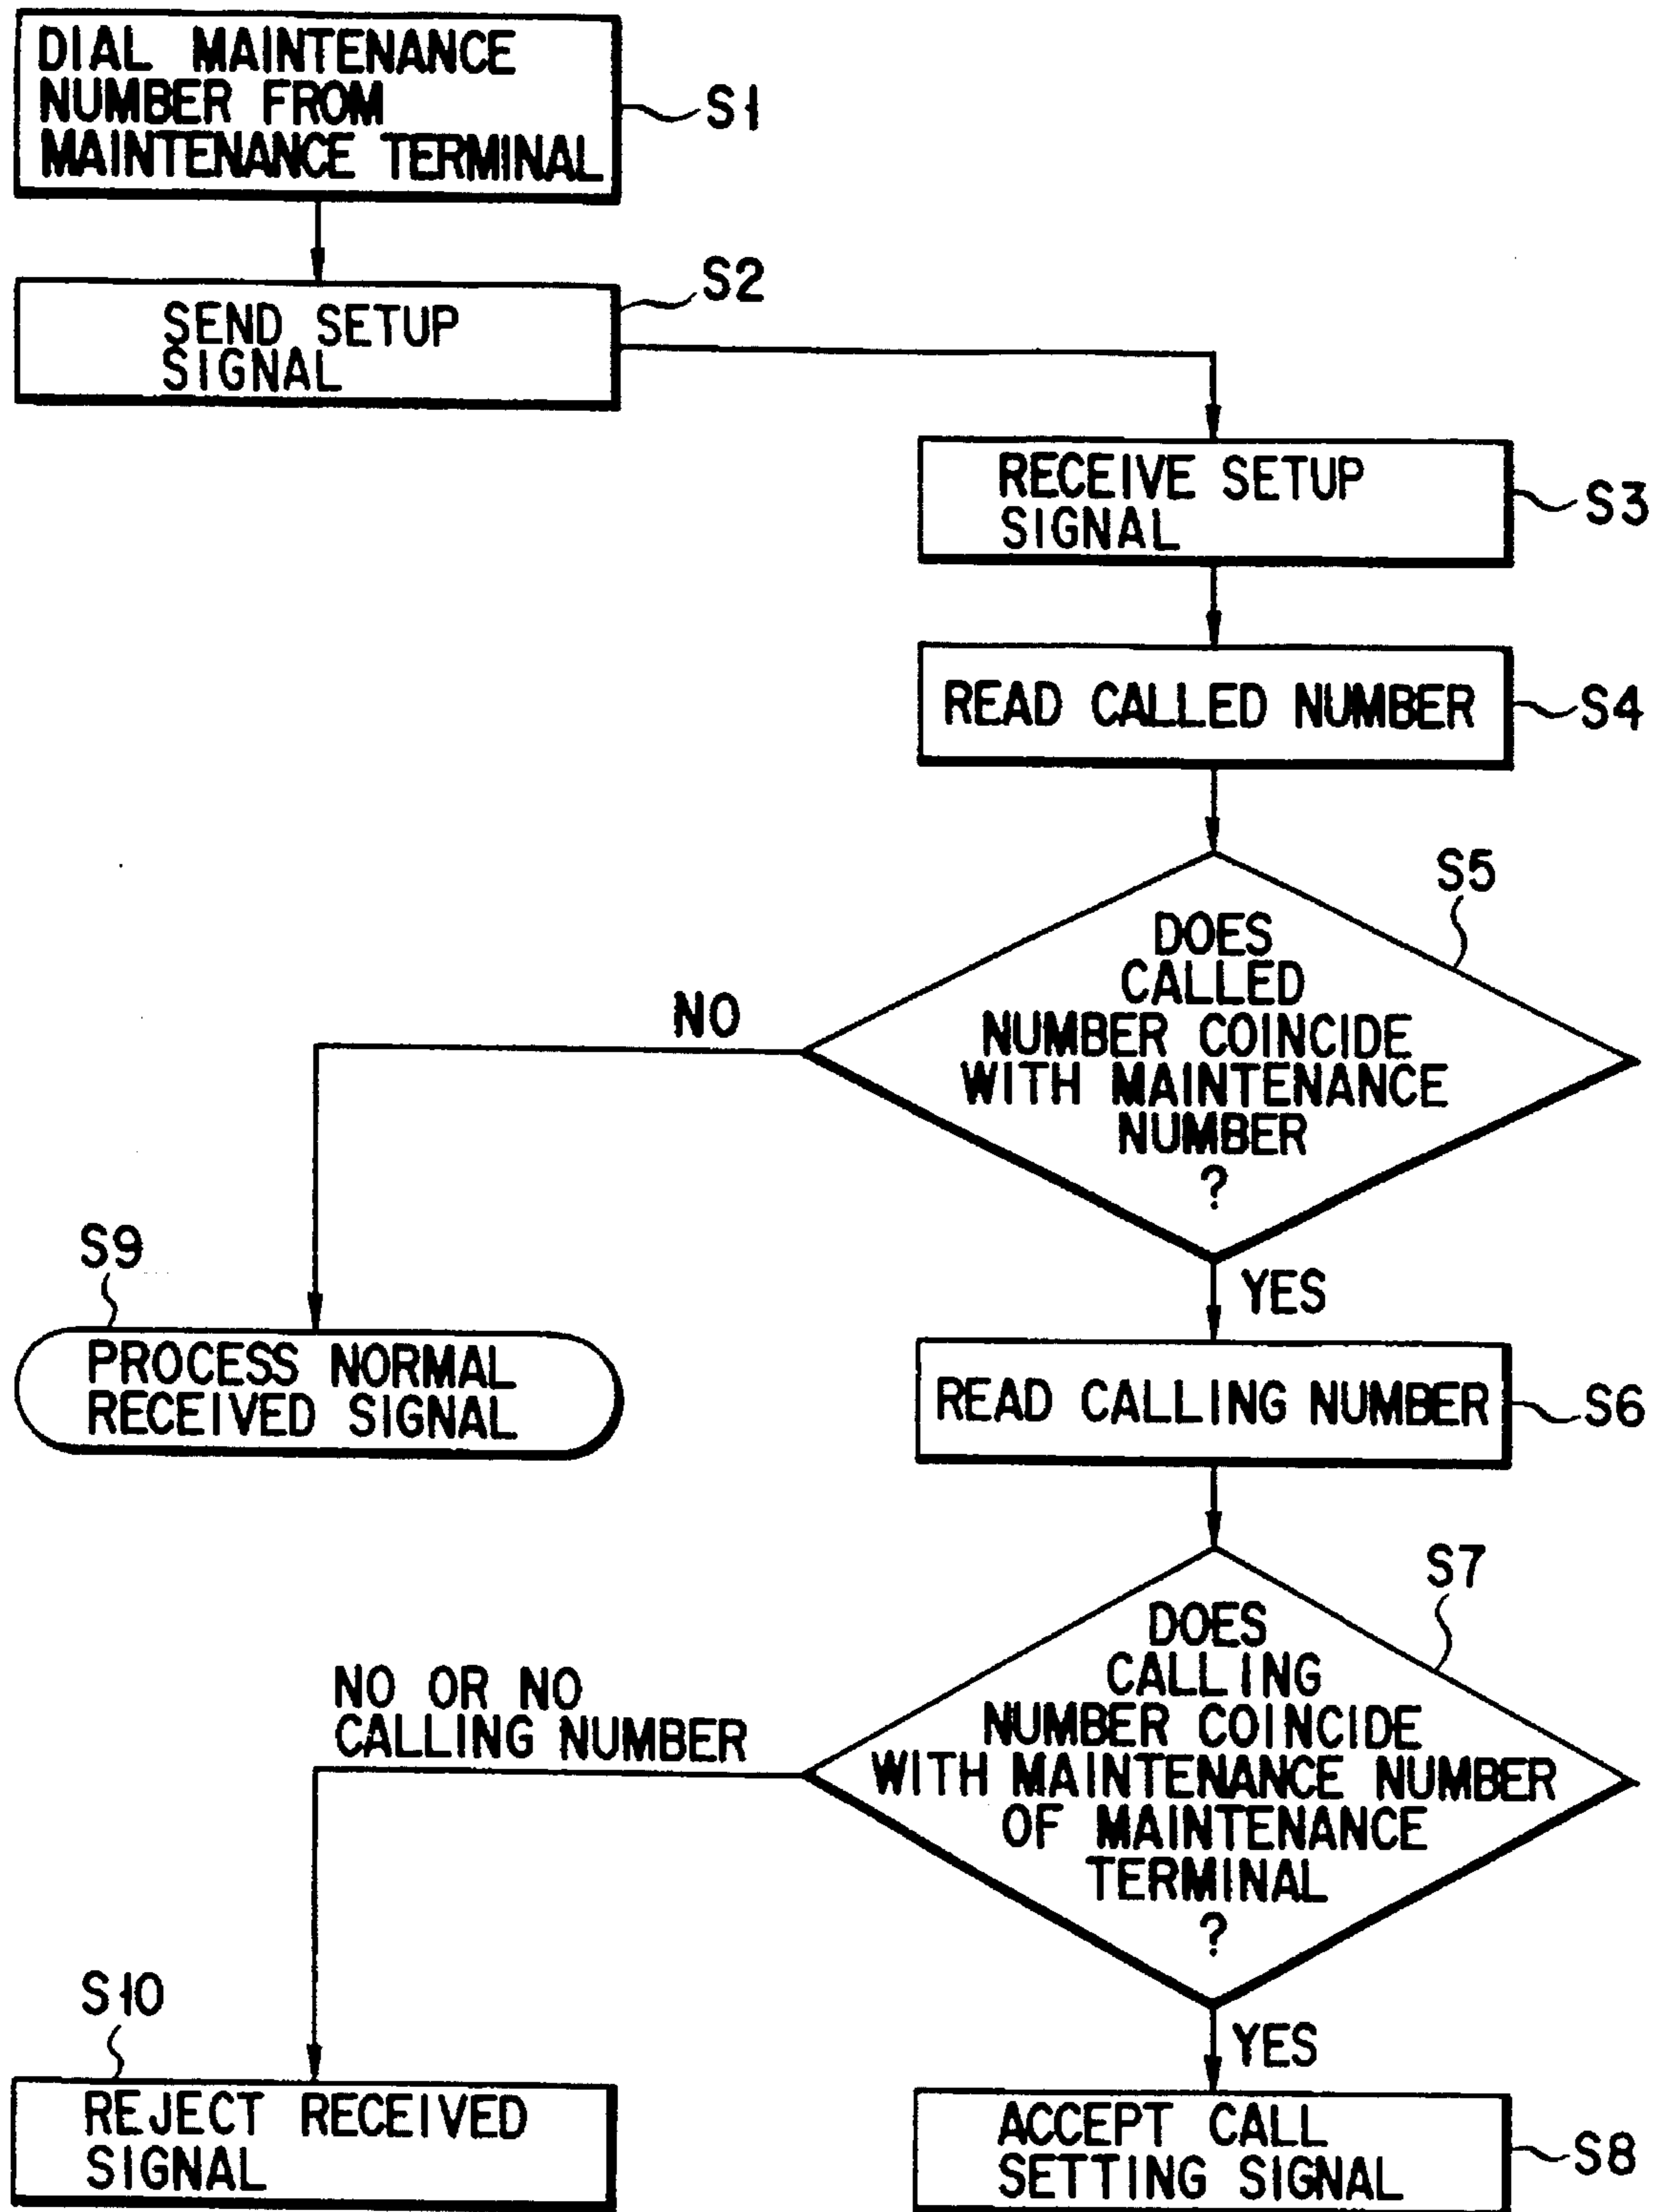 DIAL MAINTENANCE
NUMBER FROM
MAINTENANCE TERMINAL
S1
SEND SETUP
SIGNAL
S2
RECEIVE SETUP
SIGNAL
S3
READ CALLED NUMBER
S4
S5
DOES
CALLED
NUMBER COINCIDE
WITH MAINTENANCE
NUMBER
?
NO
YES
S9
PROCESS NORMAL
RECEIVED SIGNAL
READ CALLING NUMBER
S6
S7
DOES
CALLING
NUMBER COINCIDE
WITH MAINTENANCE NUMBER
OF MAINTENANCE
TERMINAL
?
NO OR NO
CALLING NUMBER
YES
S10
REJECT RECEIVED
SIGNAL
ACCEPT CALL
SETTING SIGNAL
S8